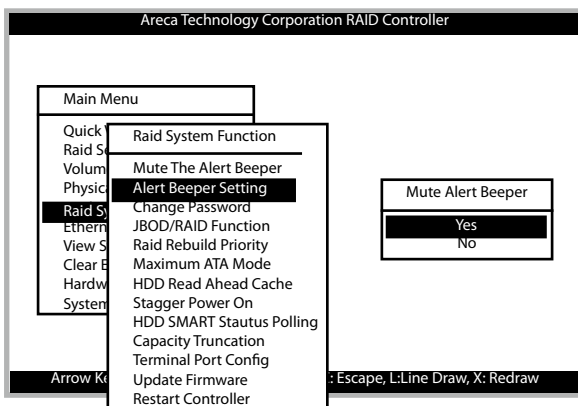 Areca Technology Corporation RAID Controller
Main Menu
Quick
Raid S
Volum
Physic
Raid Sy
Ethern
View S
Clear E
Hardw
System
Raid System Function
Mute The Alert Beeper
Alert Beeper Setting
Change Password
JBOD/RAID Function
Raid Rebuild Priority
Maximum ATA Mode
HDD Read Ahead Cache
Stagger Power On
HDD SMART Stautus Polling
Capacity Truncation
Terminal Port Config
Update Firmware
Restart Controller
Mute Alert Beeper
Yes
No
Arrow Ke
: Escape, L:Line Draw, X: Redraw